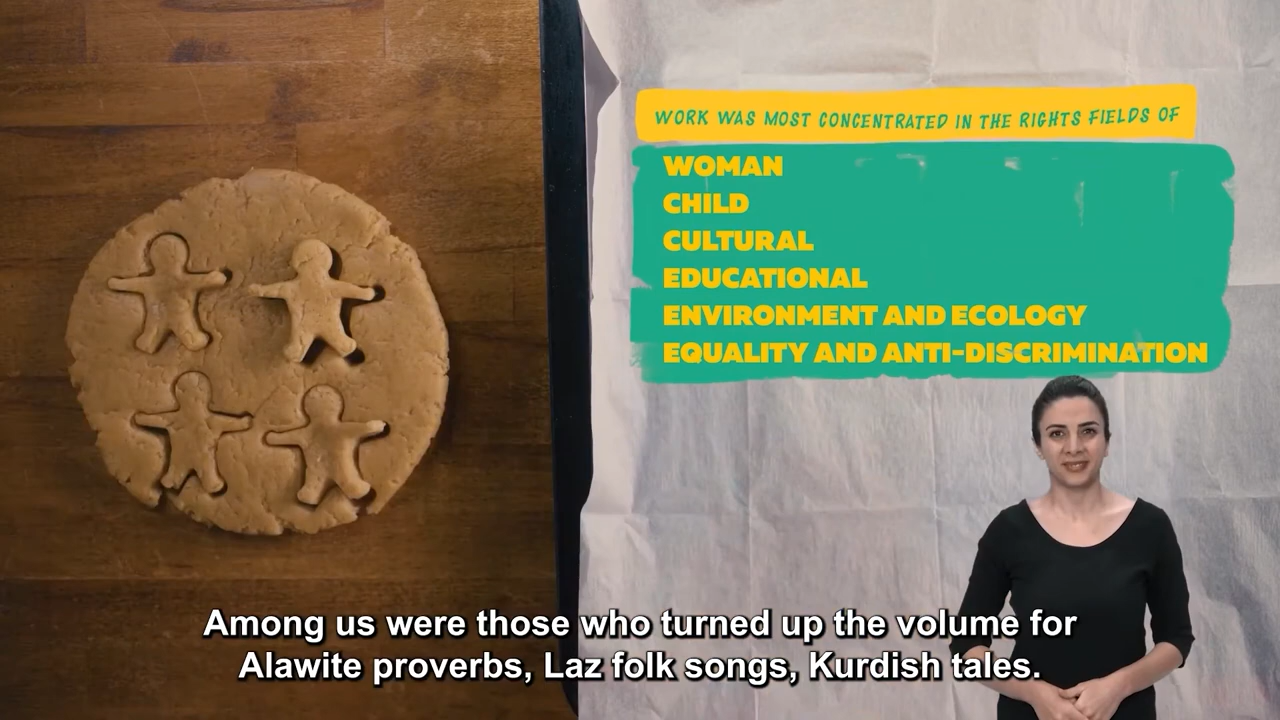 WORK WAS MOST CONCENTRATED IN THE RIGHTS FIELDS OF
WOMAN
CHILD
CULTURAL
EDUCATIONAL
ENVIRONMENT AND ECOLOGY
EQUALITY AND ANTI-DISCRIMINATION
Among us were those who turned up the volume for
Alawite proverbs, Laz folk songs, Kurdish tales.